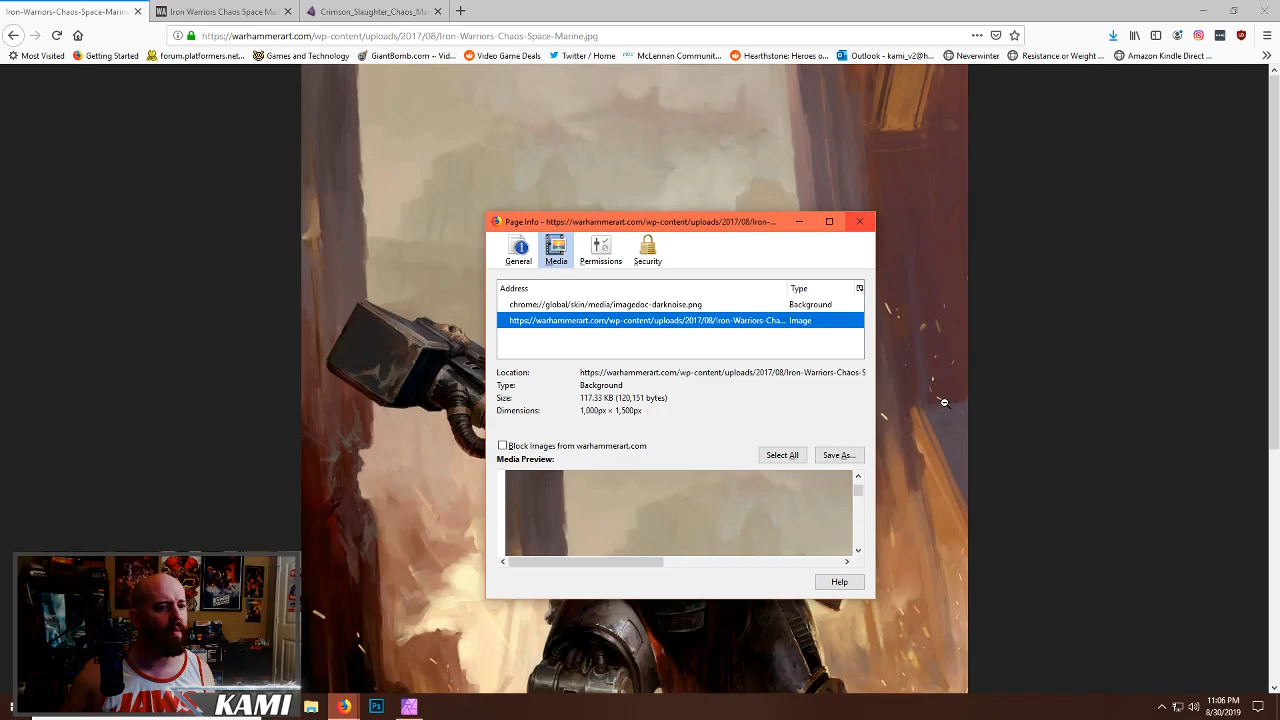 Iron-Warriors-Chaos-Space-Marine
Iron Warriors Chaos Space Mar
Crimson_Slaughter_Chaos_Ma
https://warhammerart.com/wp-content/uploads/2017/08/Iron-Warriors-Chaos-Space-Marine.jpg
Most Visited
Getting Started
forum.platformers.net...
Games and Technology
GiantBomb.com ~ Vid...
Video Game Deals
Twitter / Home
McLennan Communit...
Hearthstone: Heroes o...
Outlook - kami_v2@h...
Neverwinter
Resistance or Weight ...
Amazon Kindle Direct ...
Page Info - https://warhammerart.com/wp-content/uploads/2017/08/Iron-...
General
Media
Permissions
Security
Address
Type
chrome://global/skin/media/imagedoc-darknoise.png
Background
https://warhammerart.com/wp-content/uploads/2017/08/Iron-Warriors-Cha...
Image
Location: https://warhammerart.com/wp-content/uploads/2017/08/Iron-Warriors-Chaos-S
Type: Background
Size: 117.33 KB (120,151 bytes)
Dimensions: 1,000px × 1,500px
Block Images from warhammerart.com
Media Preview:
Select All
Save As...
Help
KAMI
Ps
11:06 PM
8/30/2019